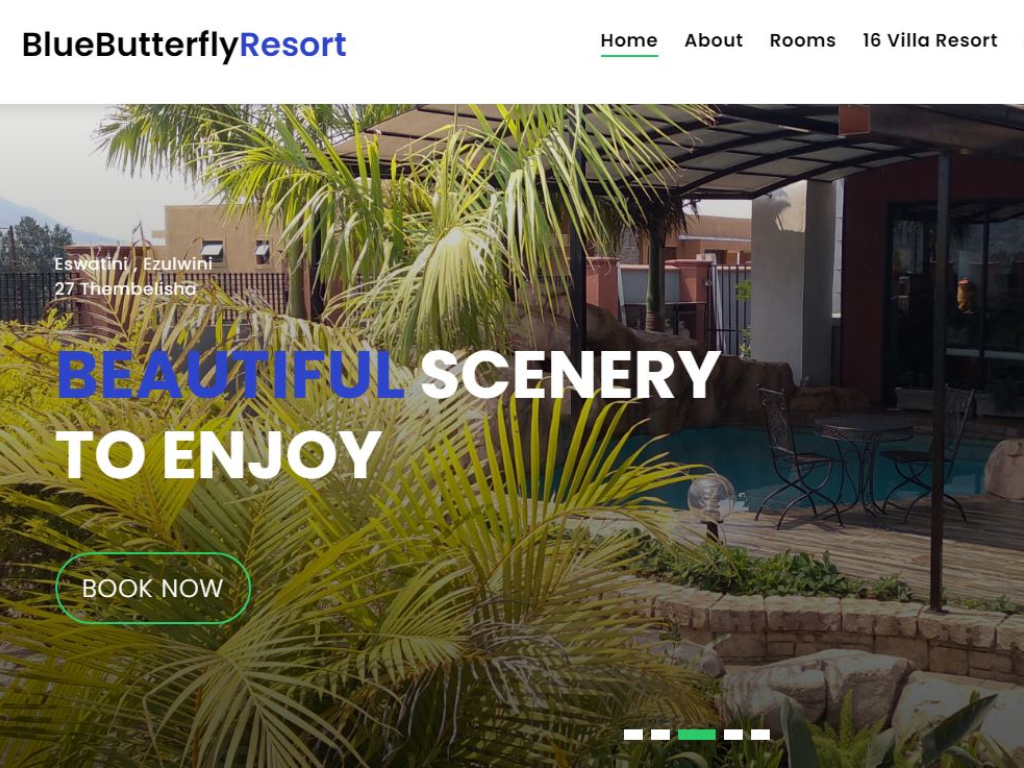 BlueButterflyResort
Home About Rooms 16 Villa Resort
Eswatini , Ezulwini
27 Thembelisha
BEAUTIFUL SCENERY
TO ENJOY
BOOK NOW